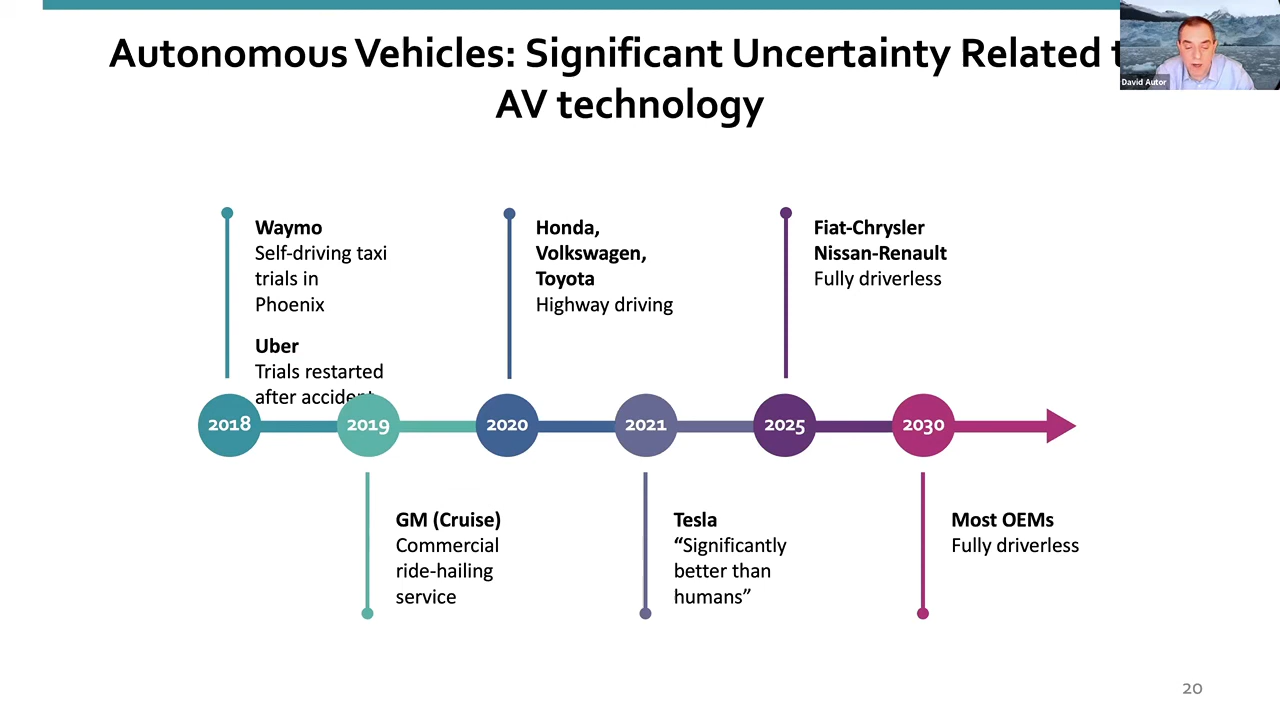 Autonomous Vehicles: Significant Uncertainty Related t
AV technology
David Autor
Waymo
Self-driving taxi
trials in
Phoenix
Uber
Trials restarted
after accident
Honda,
Volkswagen,
Toyota
Highway driving
Fiat-Chrysler
Nissan-Renault
Fully driverless
2018
2019
2020
2021
2025
2030
GM (Cruise)
Commercial
ride-hailing
service
Tesla
“Significantly
better than
humans”
Most OEMs
Fully driverless
20